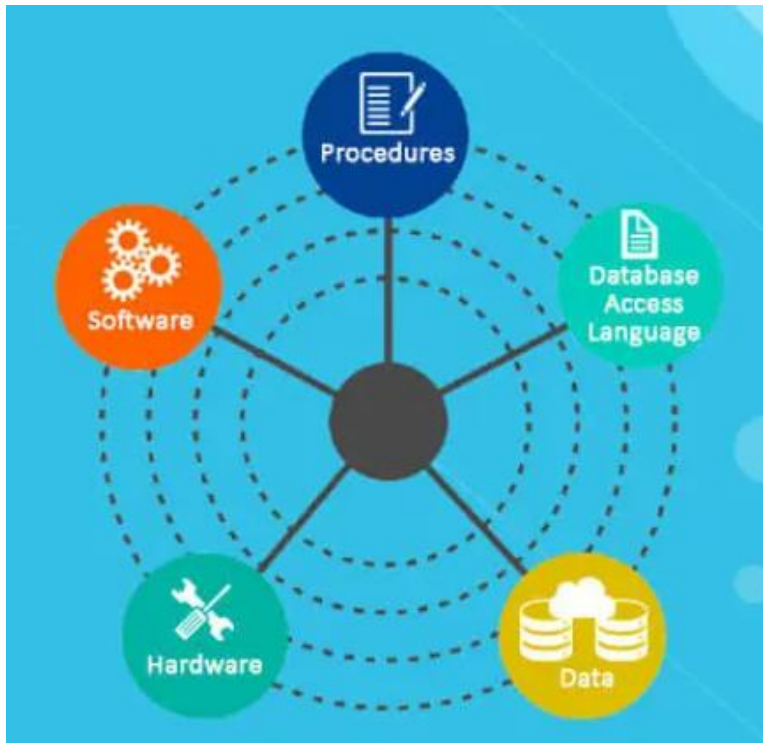 Procedures
Database
Access
Language
Software
Hardware
Data